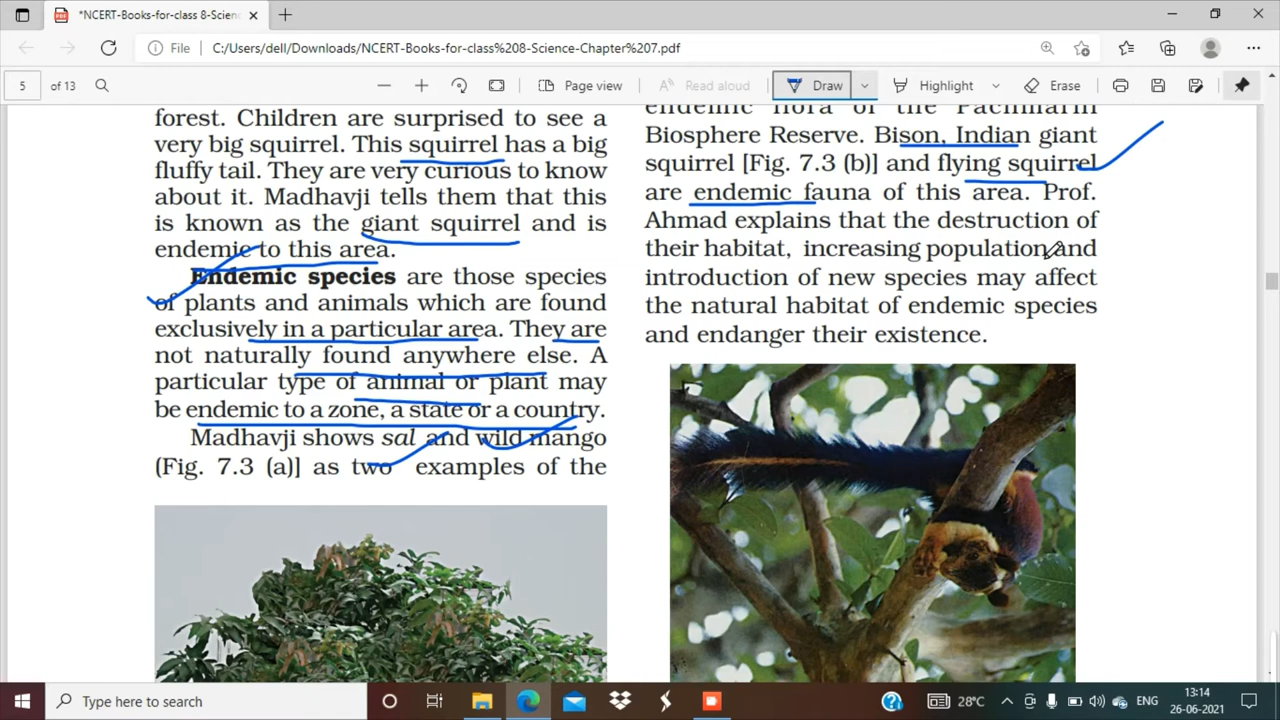 *NCERT-Books-for-class 8-Scien
File C:/Users/dell/Downloads/NCERT-Books-for-class%208-Science-Chapter%207.pdf
5 of 13 Page view Read aloud Draw Highlight Erase
forest. Children are surprised to see a
very big squirrel. This squirrel has a big
fluffy tail. They are very curious to know
about it. Madhavji tells them that this
is known as the giant squirrel and is
endemic to this area.
Endemic species are those species
of plants and animals which are found
exclusively in a particular area. They are
not naturally found anywhere else. A
particular type of animal or plant may
be endemic to a zone, a state or a country.
Madhavji shows sal and wild mango
(Fig. 7.3 (a)] as two examples of the
endemic flora of the Pachmarhi
Biosphere Reserve. Bison, Indian giant
squirrel [Fig. 7.3 (b)] and flying squirrel
are endemic fauna of this area. Prof.
Ahmad explains that the destruction of
their habitat, increasing population and
introduction of new species may affect
the natural habitat of endemic species
and endanger their existence.
Type here to search
28°C ENG 13:14
26-06-2021